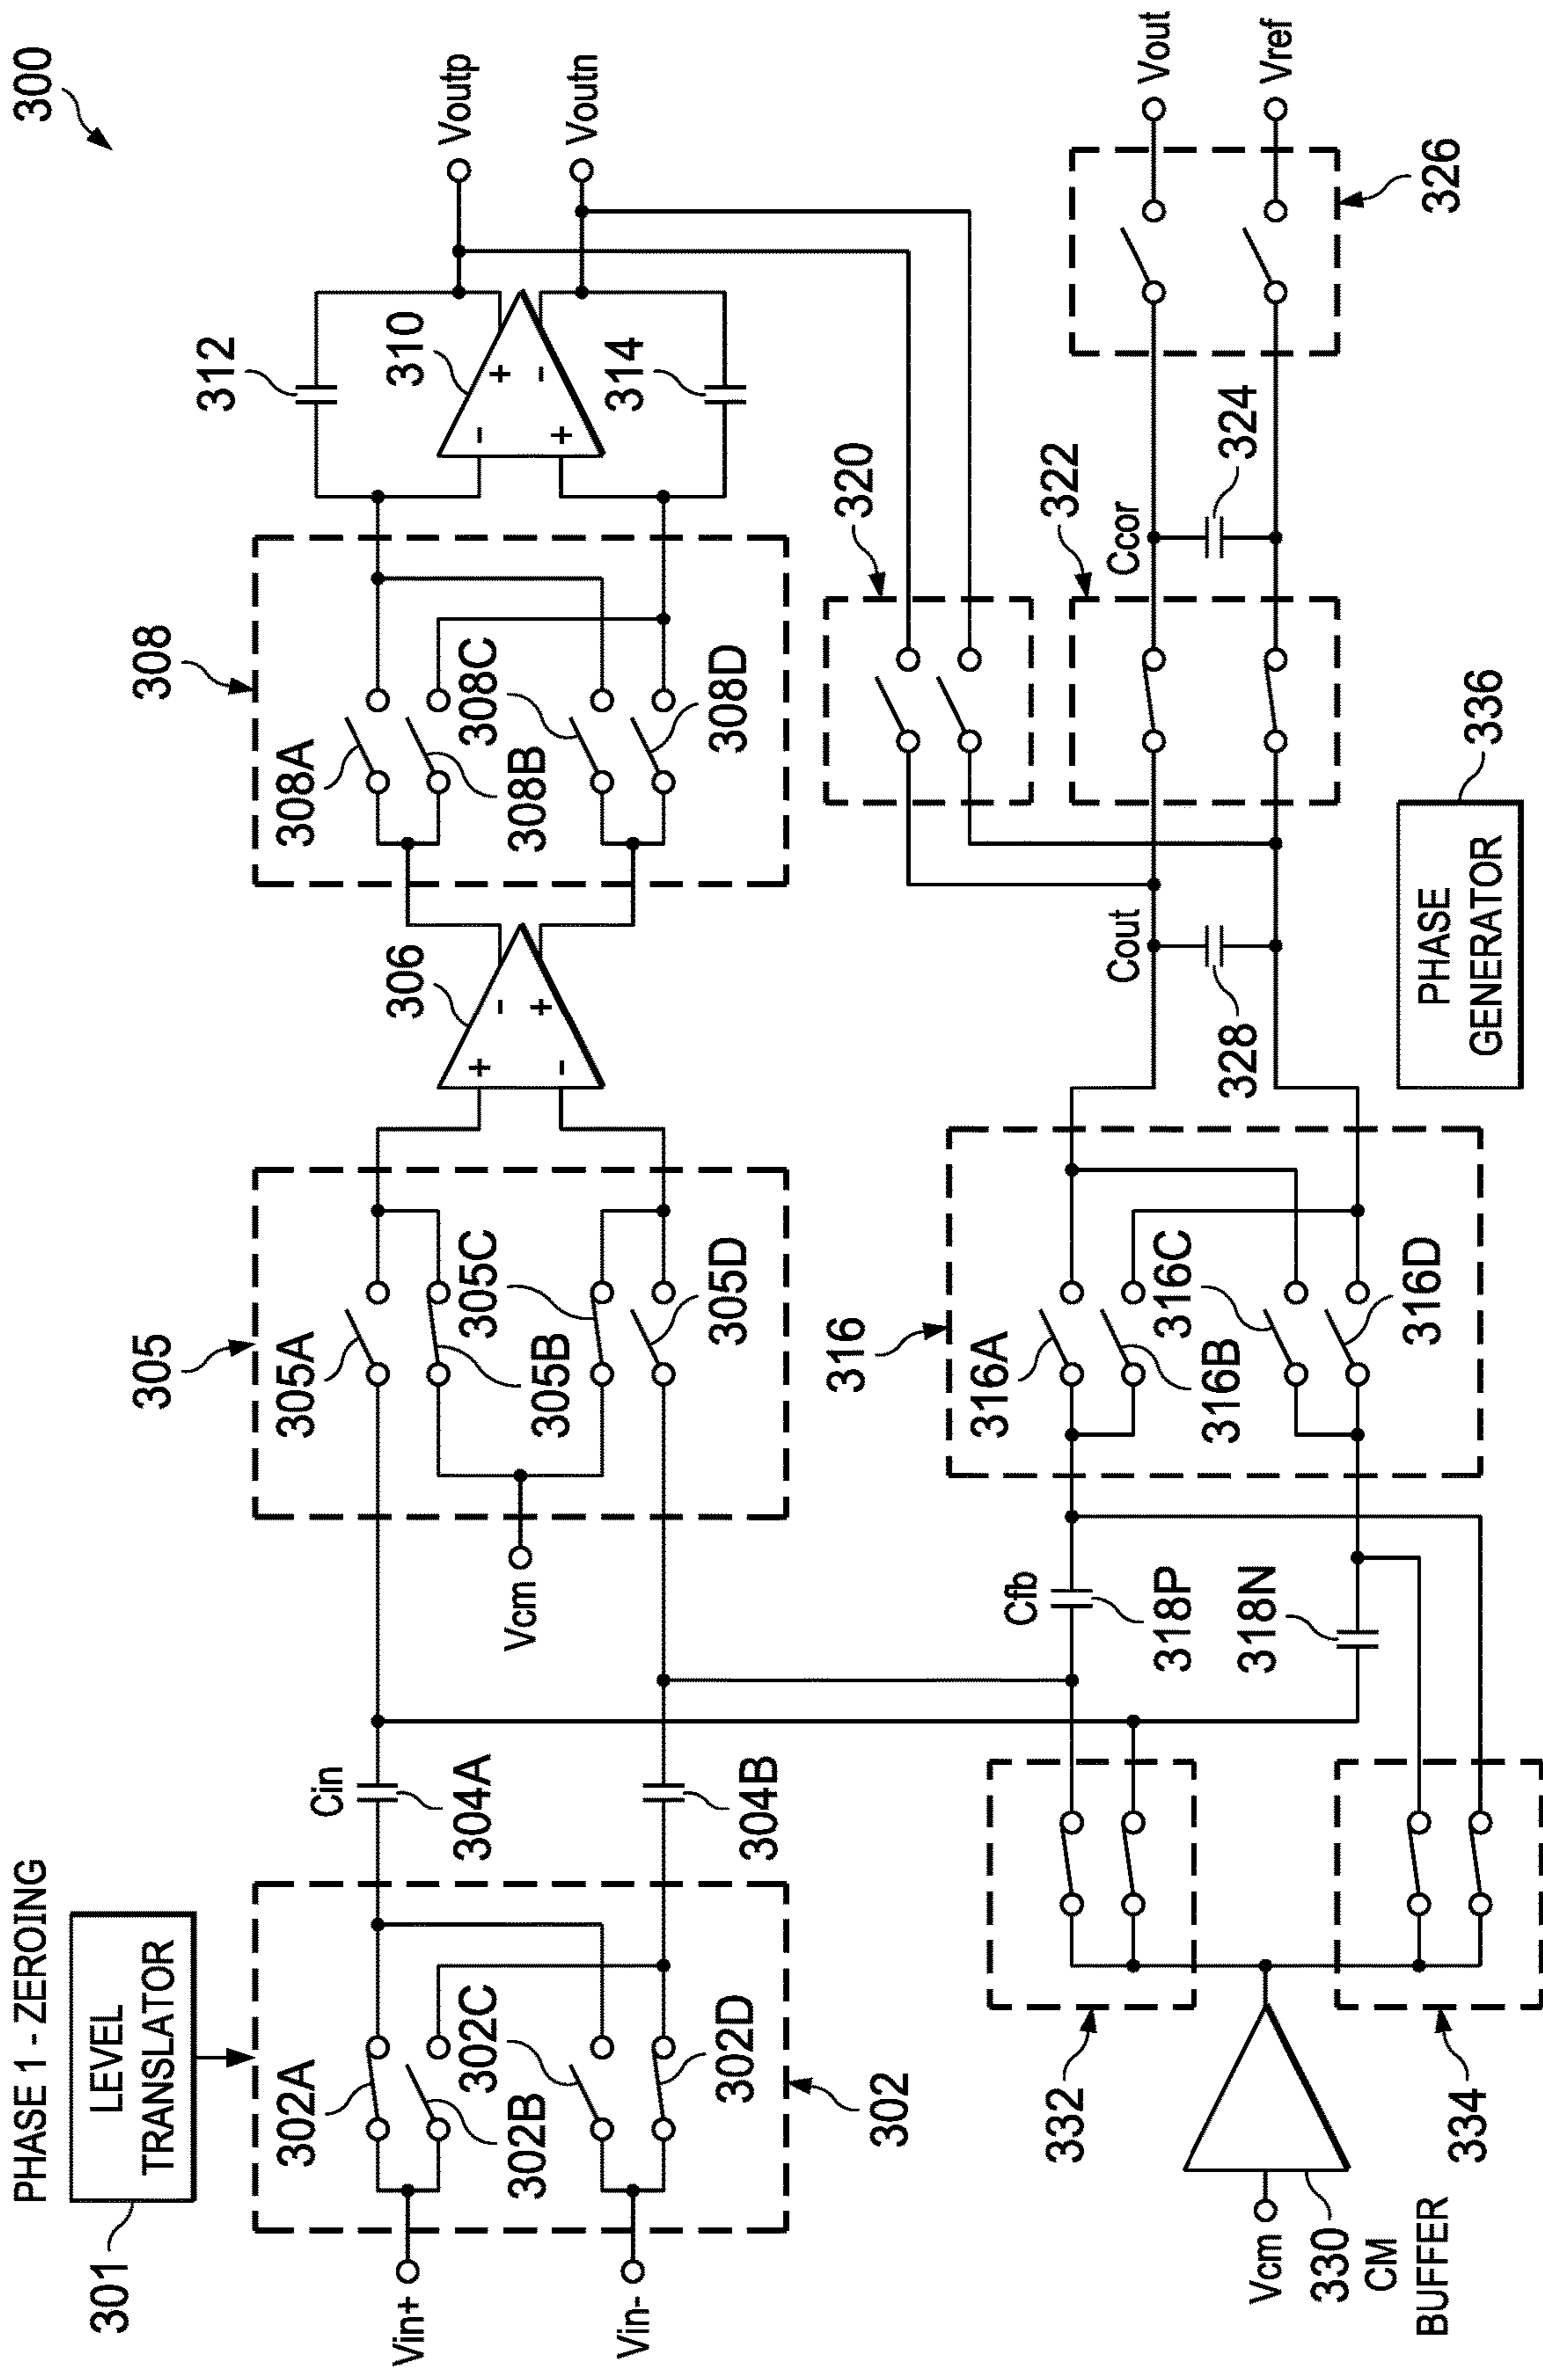 PHASE 1 - ZEROING
300
301
LEVEL
TRANSLATOR
302A
302B
302C
302D
302
Vin+
Vin-
Cin
304A
304B
305
305A
305C
305B
305D
Vcm
306
+
-
-
+
308
308A
308C
308B
308D
312
310
-
+
+
-
314
Voutp
Voutn
320
322
Ccor
324
326
Vout
Vref
Cout
328
316
316A
316C
316B
316D
Cfb
318P
318N
332
334
Vcm
330
CM
BUFFER
336
PHASE
GENERATOR